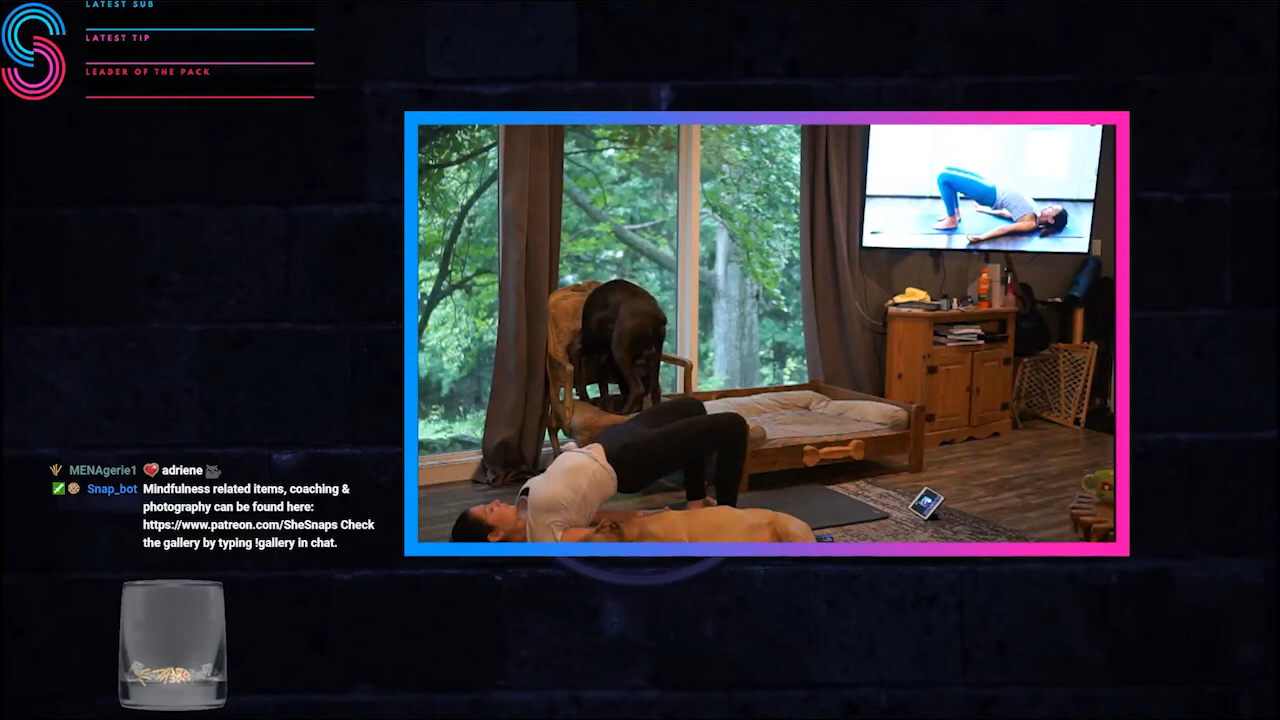 LATEST SUB
LATEST TIP
LEADER OF THE PACK
MENAgerie1 adriene
Snap_bot Mindfulness related items, coaching &
photography can be found here:
https://www.patreon.com/SheSnaps Check
the gallery by typing !gallery in chat.